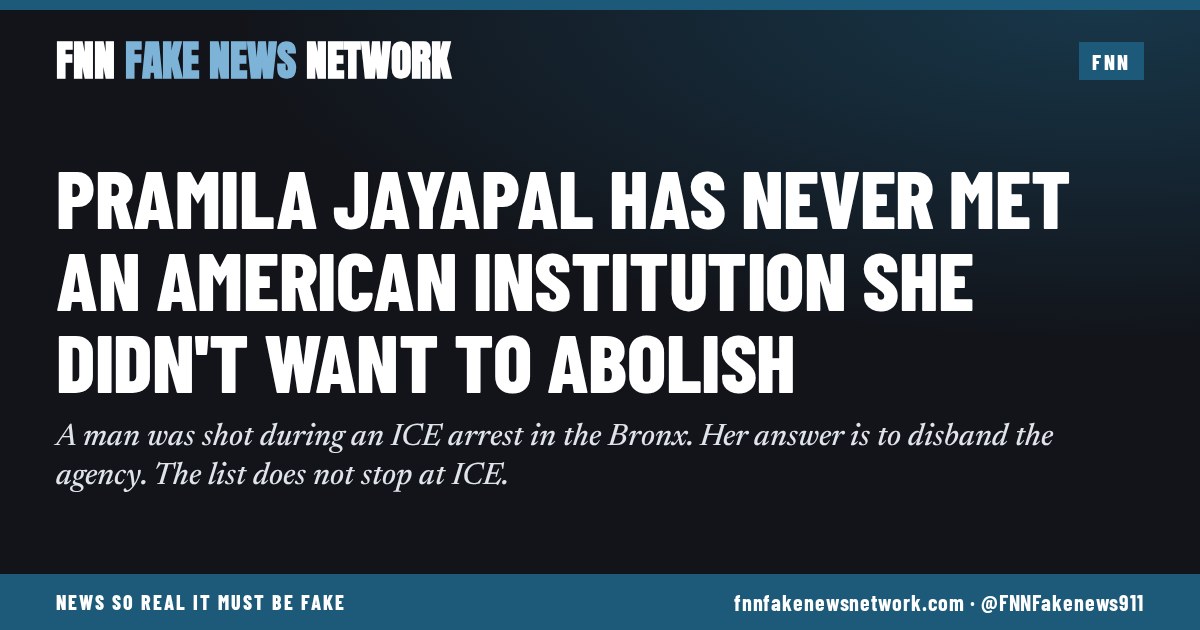 FNN FAKE NEWS NETWORK
FNN
PRAMILA JAYAPAL HAS NEVER MET
AN AMERICAN INSTITUTION SHE
DIDN'T WANT TO ABOLISH
A man was shot during an ICE arrest in the Bronx. Her answer is to disband the
agency. The list does not stop at ICE.
NEWS SO REAL IT MUST BE FAKE
fnnfakenewsnetwork.com · @FNNFakenews911